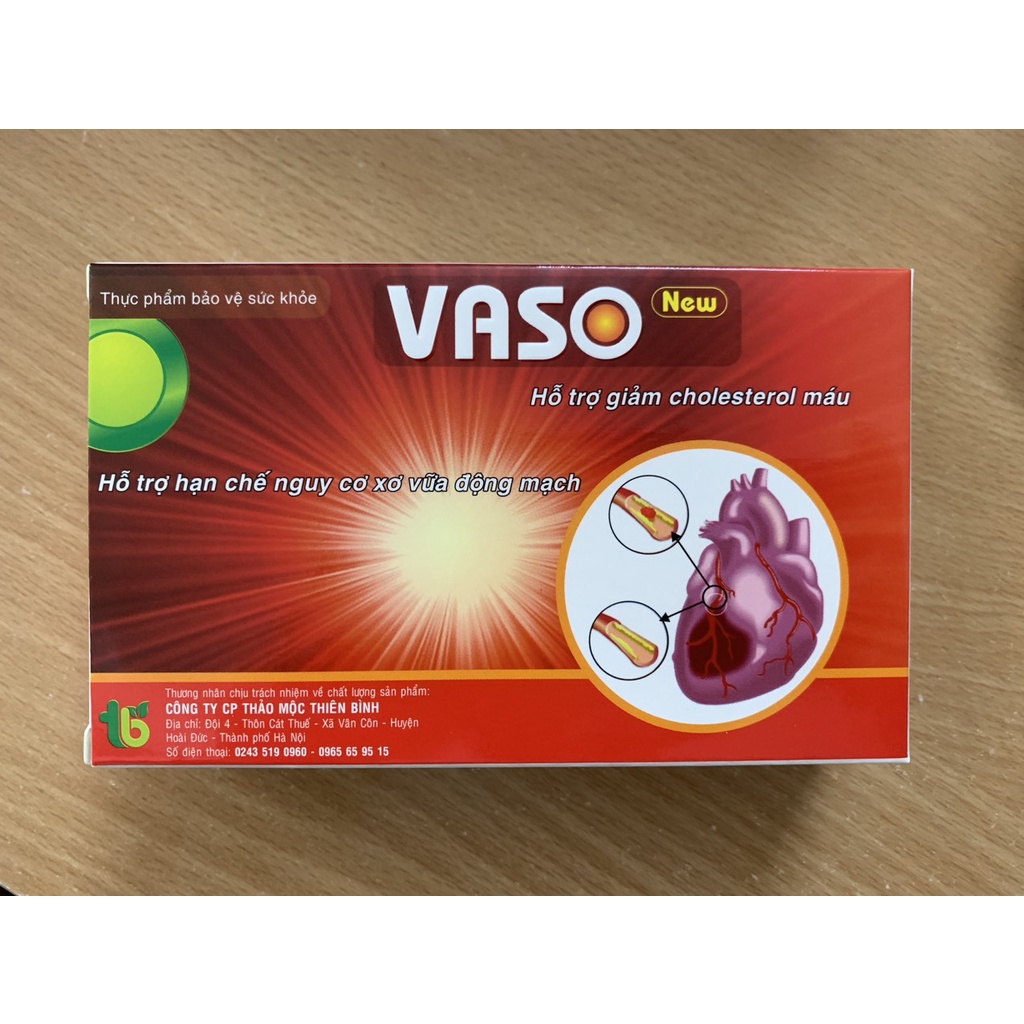 Thực phẩm bảo vệ sức khỏe
VASO New
Hỗ trợ giảm cholesterol máu
Hỗ trợ hạn chế nguy cơ xơ vữa động mạch
tb
Thương nhân chịu trách nhiệm về chất lượng sản phẩm:
CÔNG TY CP THẢO MỘC THIÊN BÌNH
Địa chỉ: Đội 4 - Thôn Cát Thuế - Xã Vân Côn - Huyện
Hoài Đức - Thành phố Hà Nội
Số điện thoại: 0243 519 0960 - 0965 65 95 15